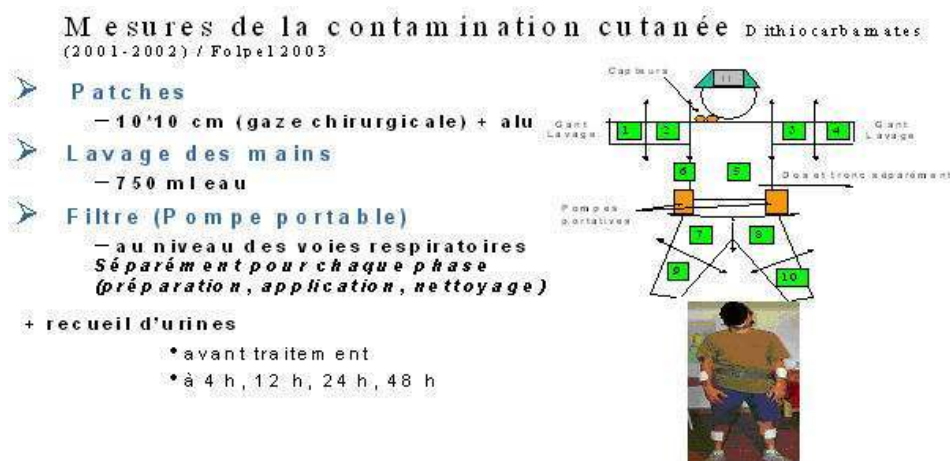 Mesures de la contamination cutanée Dithiocarbamates
(2001-2002) / Folpel 2003
Patches
– 10*10 cm (gaze chirurgicale) + alu
Lavage des mains
– 750 ml eau
Filtre (Pompe portable)
– au niveau des voies respiratoires
Séparément pour chaque phase
(préparation, application, nettoyage)
+ recueil d'urines
• avant traitement
• à 4 h, 12 h, 24 h, 48 h
Capteurs
11
Gant
Lavage
1 2 3 4
Gant
Lavage
6 5
Dos et tronc séparément
Pompes
portatives
7 8
9 10